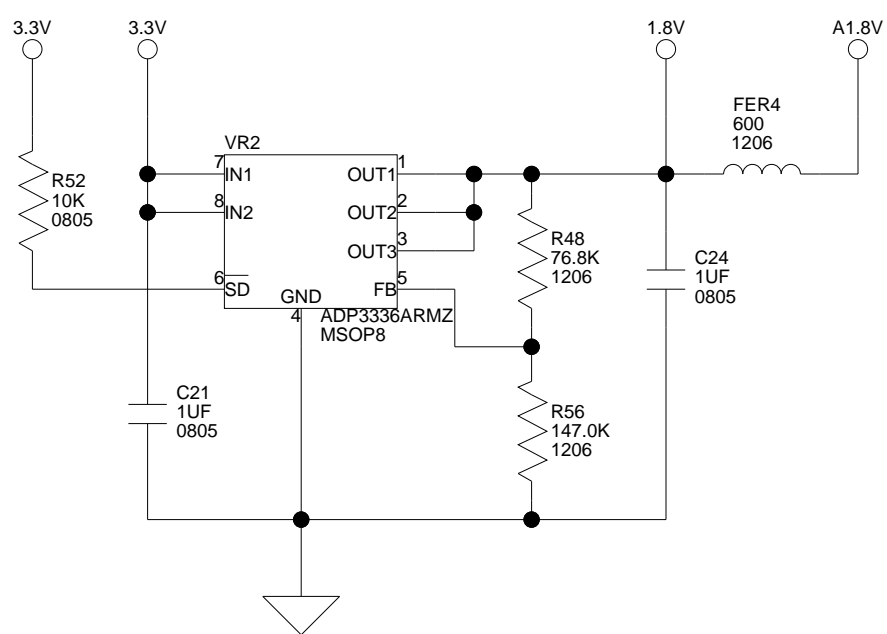 3.3V
3.3V
1.8V
A1.8V
FER4
600
1206
VR2
R52
10K
0805
7
IN1
8
IN2
6
SD
GND
4
OUT1
1
OUT2
2
OUT3
3
FB
5
ADP3336ARMZ
MSOP8
R48
76.8K
1206
C24
1UF
0805
C21
1UF
0805
R56
147.0K
1206